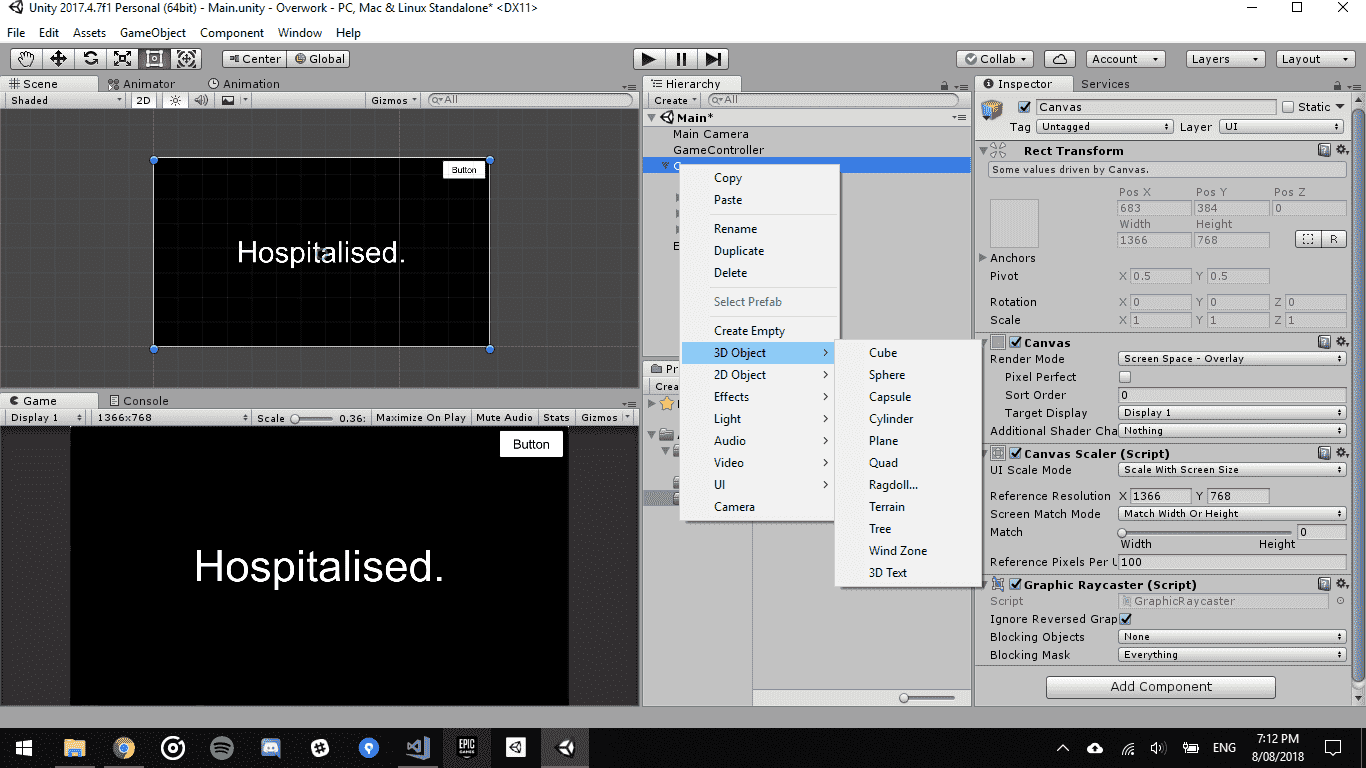 Unity 2017.4.7f1 Personal (64bit) - Main.unity - Overwork - PC, Mac & Linux Standalone* <DX11>
File Edit Assets GameObject Component Window Help
Center Global Collab Account Layers Layout
Scene Animator Animation
Shaded 2D Gizmos All
Button
Hospitalised.
Game Console
Display 1 1366x768 Scale 0.36: Maximize On Play Mute Audio Stats Gizmos
Button
Hospitalised.
Hierarchy
Create All
Main*
Main Camera
GameController
Copy
Paste
Rename
Duplicate
Delete
Select Prefab
Create Empty
3D Object
2D Object
Effects
Light
Audio
Video
UI
Camera
Cube
Sphere
Capsule
Cylinder
Plane
Quad
Ragdoll...
Terrain
Tree
Wind Zone
3D Text
Inspector Services
Canvas Static
Tag Untagged Layer UI
Rect Transform
Some values driven by Canvas.
Pos X Pos Y Pos Z
683 384 0
Width Height
1366 768 R
Anchors
Pivot X 0.5 Y 0.5
Rotation X 0 Y 0 Z 0
Scale X 1 Y 1 Z 1
Canvas
Render Mode Screen Space - Overlay
Pixel Perfect
Sort Order 0
Target Display Display 1
Additional Shader Cha Nothing
Canvas Scaler (Script)
UI Scale Mode Scale With Screen Size
Reference Resolution X 1366 Y 768
Screen Match Mode Match Width Or Height
Match 0
Width Height
Reference Pixels Per U 100
Graphic Raycaster (Script)
Script GraphicRaycaster
Ignore Reversed Grap
Blocking Objects None
Blocking Mask Everything
Add Component
EPIC GAMES
ENG
7:12 PM
8/08/2018